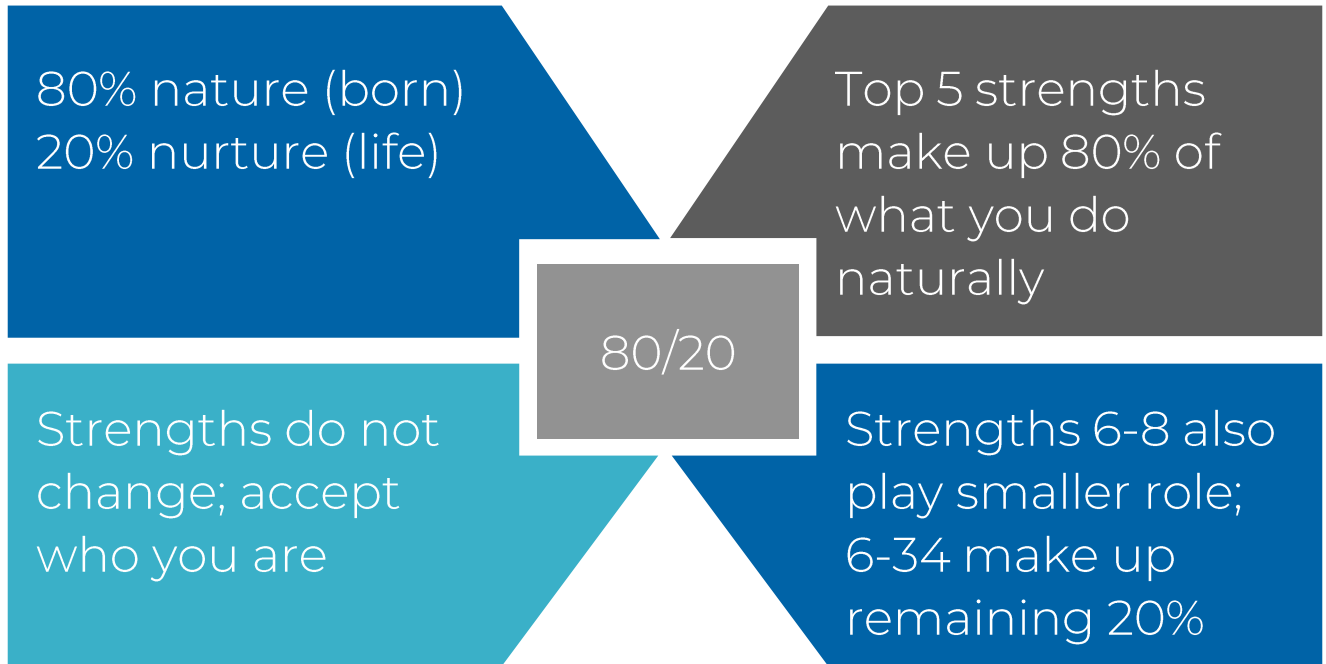 80% nature (born)
20% nurture (life)
Top 5 strengths
make up 80% of
what you do
naturally
80/20
Strengths do not
change; accept
who you are
Strengths 6-8 also
play smaller role;
6-34 make up
remaining 20%